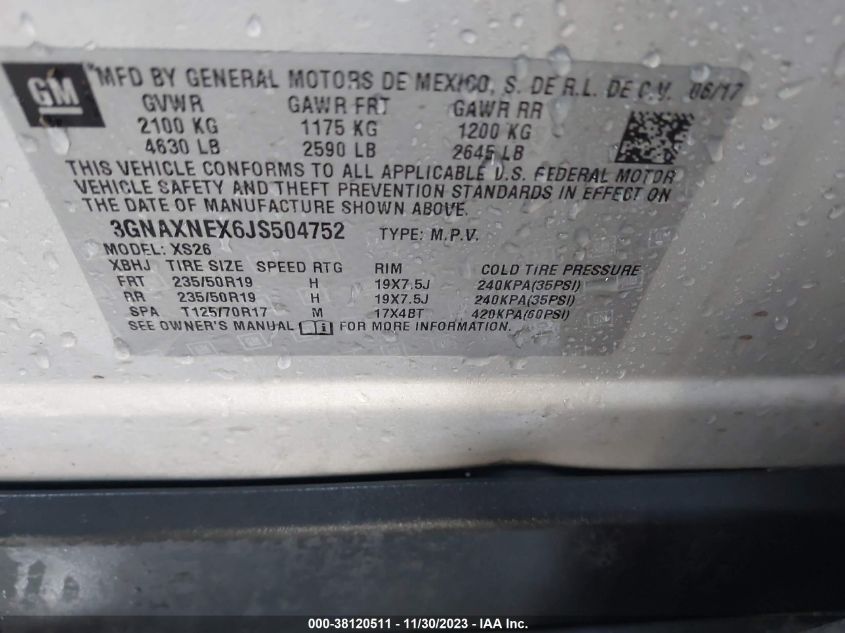 GM
MFD BY GENERAL MOTORS DE MEXICO, S. DE R.L. DE C.V. 06/17
GVWR GAWR FRT GAWR RR
2100 KG 1175 KG 1200 KG
4630 LB 2590 LB 2645 LB
THIS VEHICLE CONFORMS TO ALL APPLICABLE U.S. FEDERAL MOTOR
VEHICLE SAFETY AND THEFT PREVENTION STANDARDS IN EFFECT ON
THE DATE OF MANUFACTURE SHOWN ABOVE.
3GNAXNEX6JS504752 TYPE: M.P.V.
MODEL: XS26
XBHJ TIRE SIZE SPEED RTG RIM COLD TIRE PRESSURE
FRT 235/50R19 H 19X7.5J 240KPA(35PSI)
RR 235/50R19 H 19X7.5J 240KPA(35PSI)
SPA T125/70R17 M 17X4BT 420KPA(60PSI)
SEE OWNER'S MANUAL FOR MORE INFORMATION.
000-38120511 - 11/30/2023 - IAA Inc.